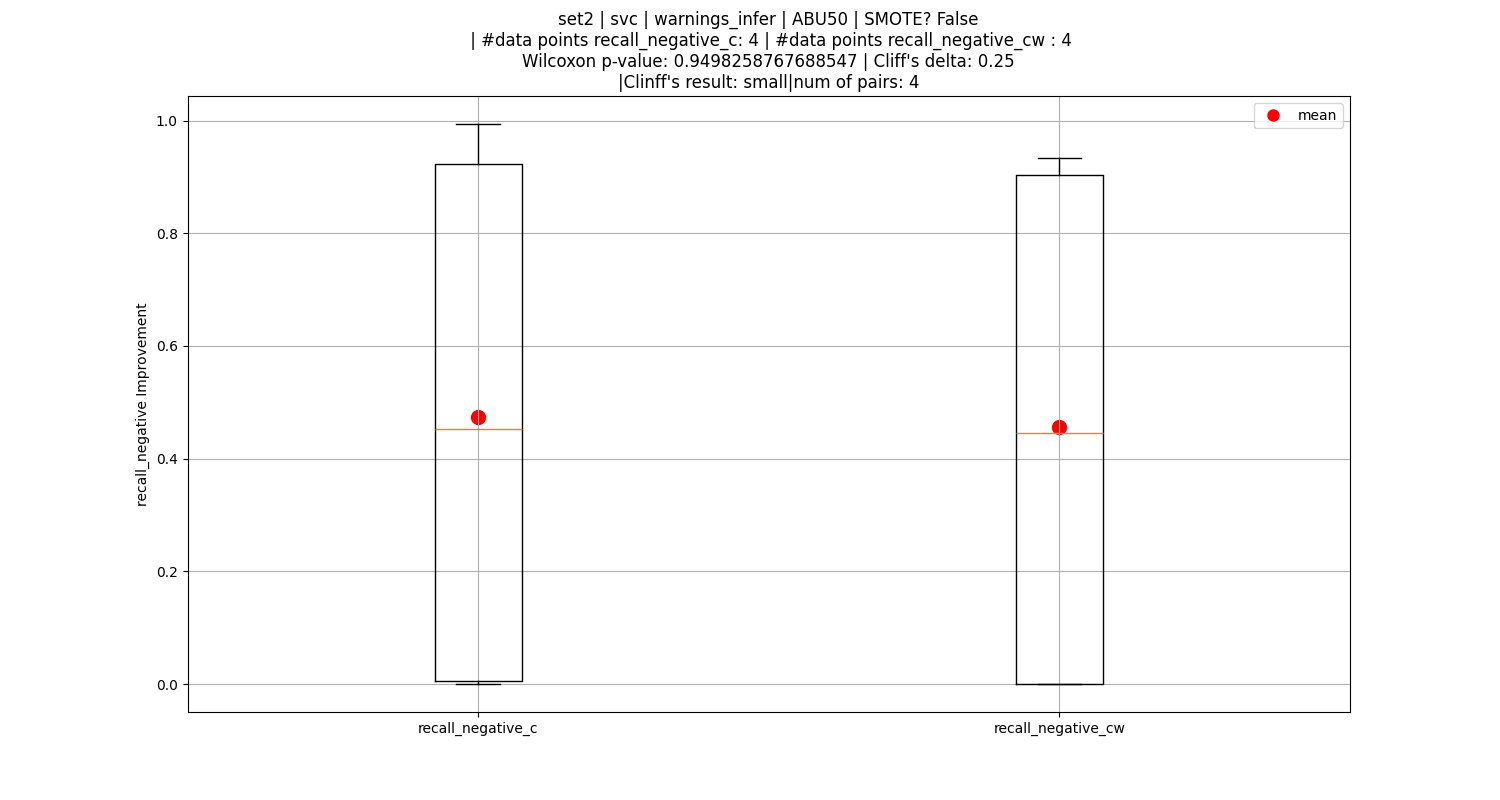 set2 | svc | warnings_infer | ABU50 | SMOTE? False
| #data points recall_negative_c: 4 | #data points recall_negative_cw : 4
Wilcoxon p-value: 0.9498258767688547 | Cliff's delta: 0.25
|Clinff's result: small|num of pairs: 4
mean
1.0
0.8
0.6
0.4
0.2
0.0
recall_negative Improvement
recall_negative_c
recall_negative_cw